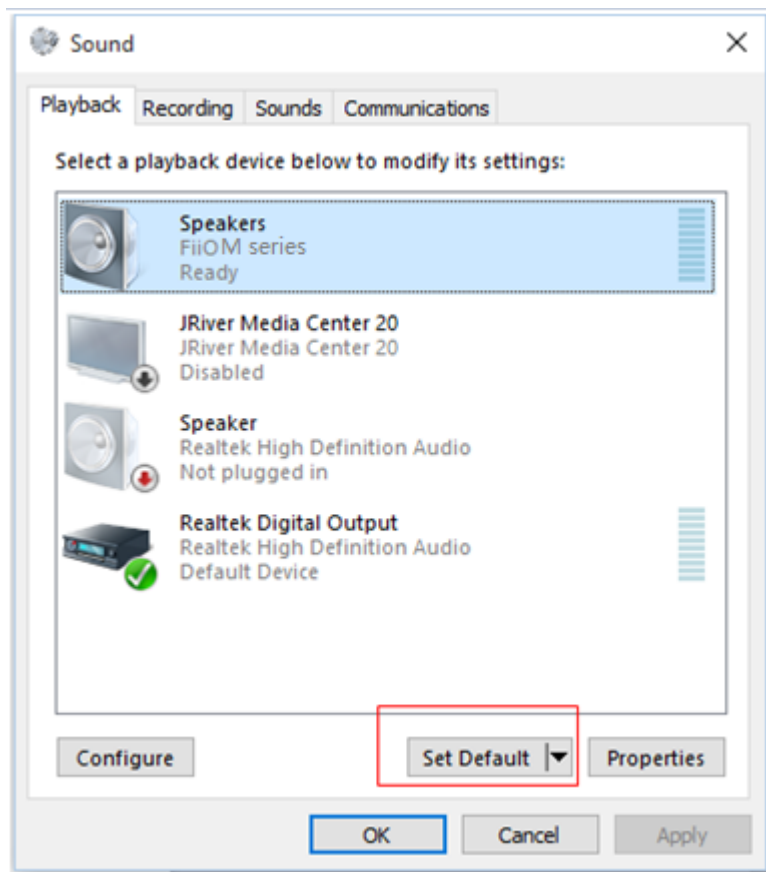 Sound
Playback Recording Sounds Communications
Select a playback device below to modify its settings:
Speakers
FiiOM series
Ready
JRiver Media Center 20
JRiver Media Center 20
Disabled
Speaker
Realtek High Definition Audio
Not plugged in
Realtek Digital Output
Realtek High Definition Audio
Default Device
Configure Set Default Properties
OK Cancel Apply